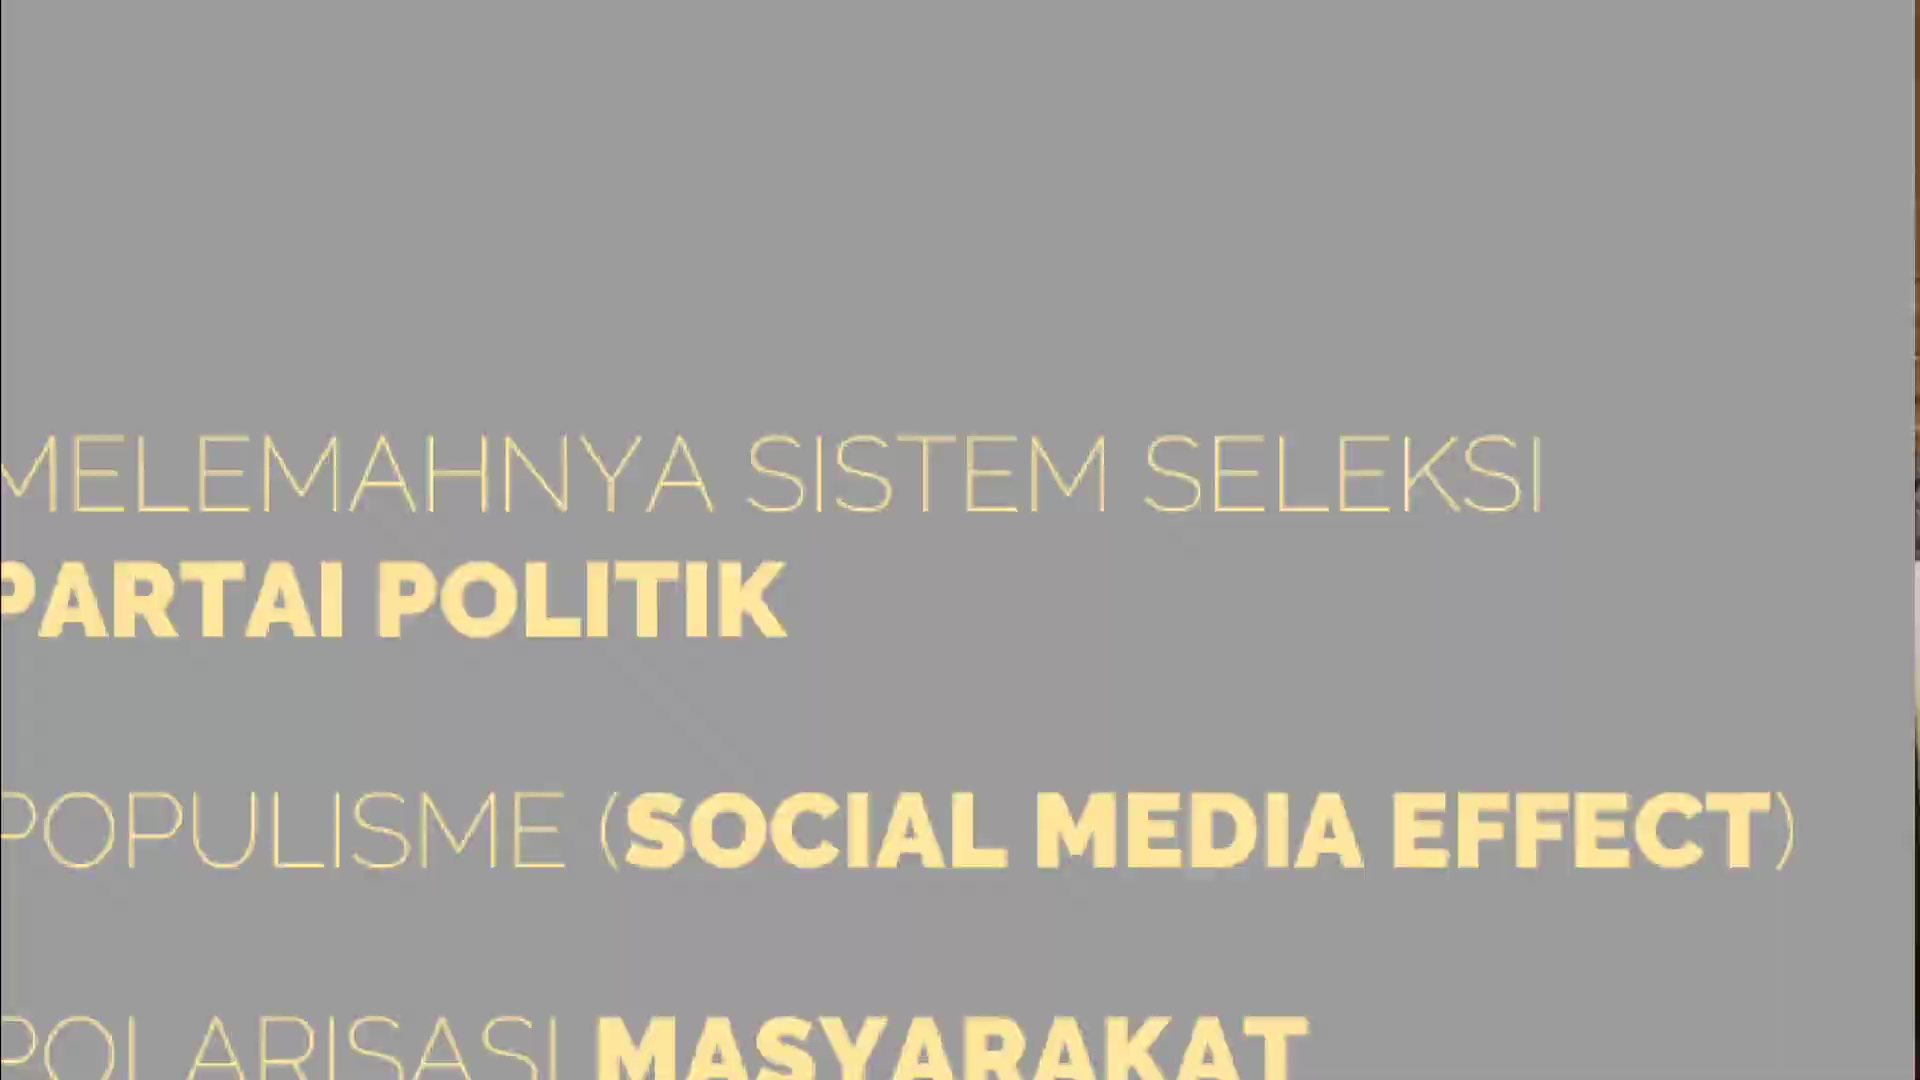 MELEMAHNYA SISTEM SELEKSI
PARTAI POLITIK
POPULISME (SOCIAL MEDIA EFFECT)
POLARISASI MASYARAKAT